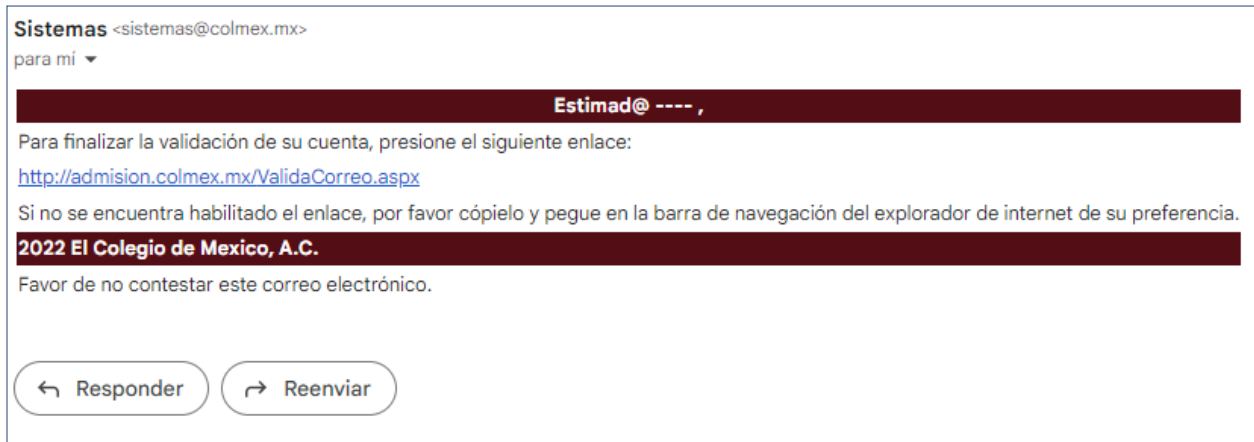 Sistemas <sistemas@colmex.mx>
para mí
Estimad@ ---- ,
Para finalizar la validación de su cuenta, presione el siguiente enlace:
http://admision.colmex.mx/ValidaCorreo.aspx
Si no se encuentra habilitado el enlace, por favor cópielo y pegue en la barra de navegación del explorador de internet de su preferencia.
2022 El Colegio de Mexico, A.C.
Favor de no contestar este correo electrónico.
Responder Reenviar